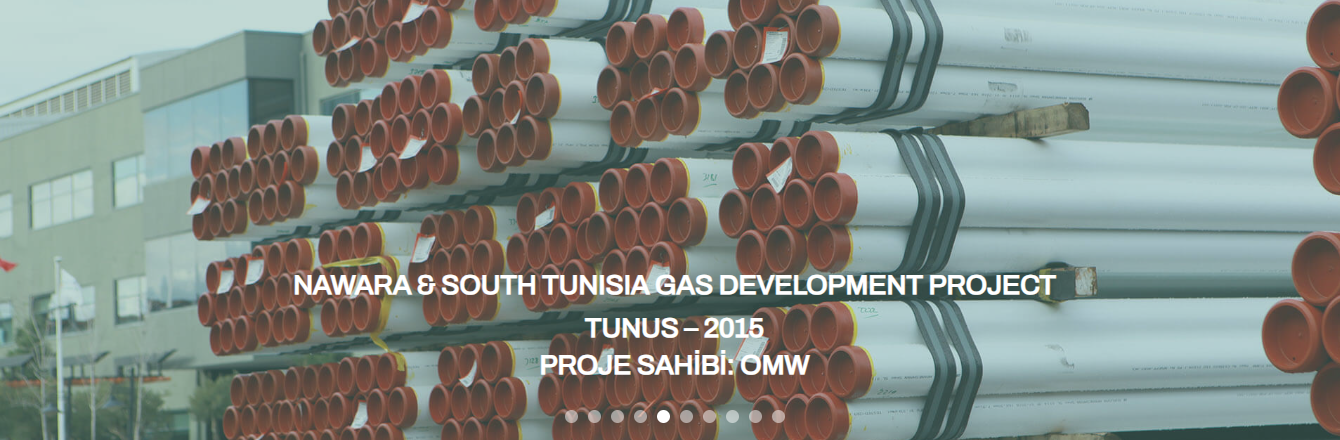 NAWARA & SOUTH TUNISIA GAS DEVELOPMENT PROJECT
TUNUS – 2015
PROJE SAHİBİ: OMW